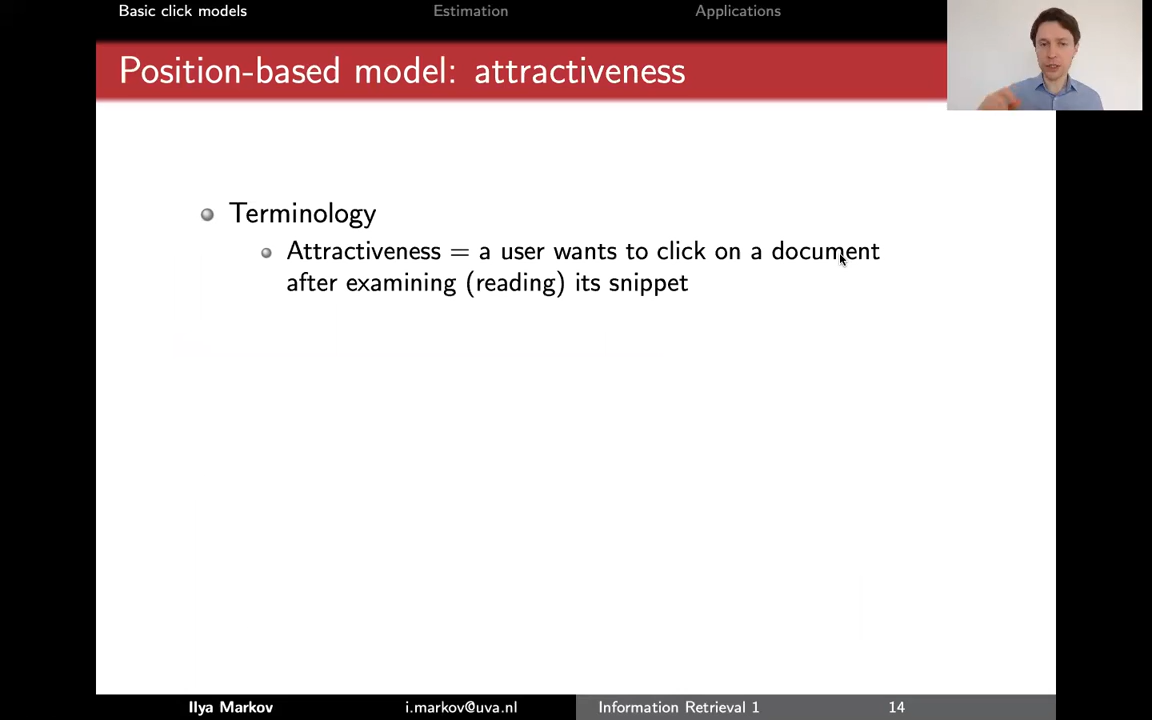 Basic click models Estimation Applications
Position-based model: attractiveness
Terminology
Attractiveness = a user wants to click on a document
after examining (reading) its snippet
Ilya Markov i.markov@uva.nl Information Retrieval 1 14